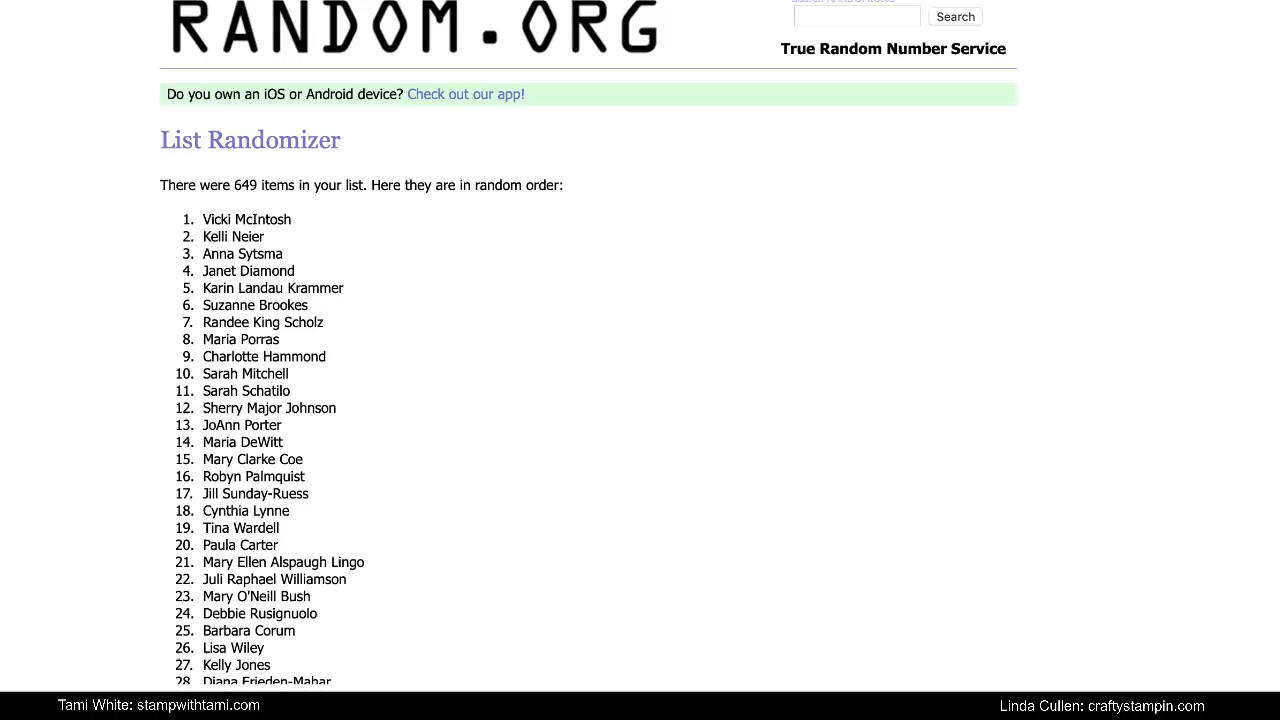 RANDOM.ORG
Search
True Random Number Service
Do you own an iOS or Android device? Check out our app!
List Randomizer
There were 649 items in your list. Here they are in random order:
1. Vicki McIntosh
2. Kelli Neier
3. Anna Sytsma
4. Janet Diamond
5. Karin Landau Krammer
6. Suzanne Brookes
7. Randee King Scholz
8. Maria Porras
9. Charlotte Hammond
10. Sarah Mitchell
11. Sarah Schatilo
12. Sherry Major Johnson
13. JoAnn Porter
14. Maria DeWitt
15. Mary Clarke Coe
16. Robyn Palmquist
17. Jill Sunday-Ruess
18. Cynthia Lynne
19. Tina Wardell
20. Paula Carter
21. Mary Ellen Alspaugh Lingo
22. Juli Raphael Williamson
23. Mary O'Neill Bush
24. Debbie Rusignuolo
25. Barbara Corum
26. Lisa Wiley
27. Kelly Jones
28. Diana Frieden-Mahar
Tami White: stampwithtami.com
Linda Cullen: craftystampin.com